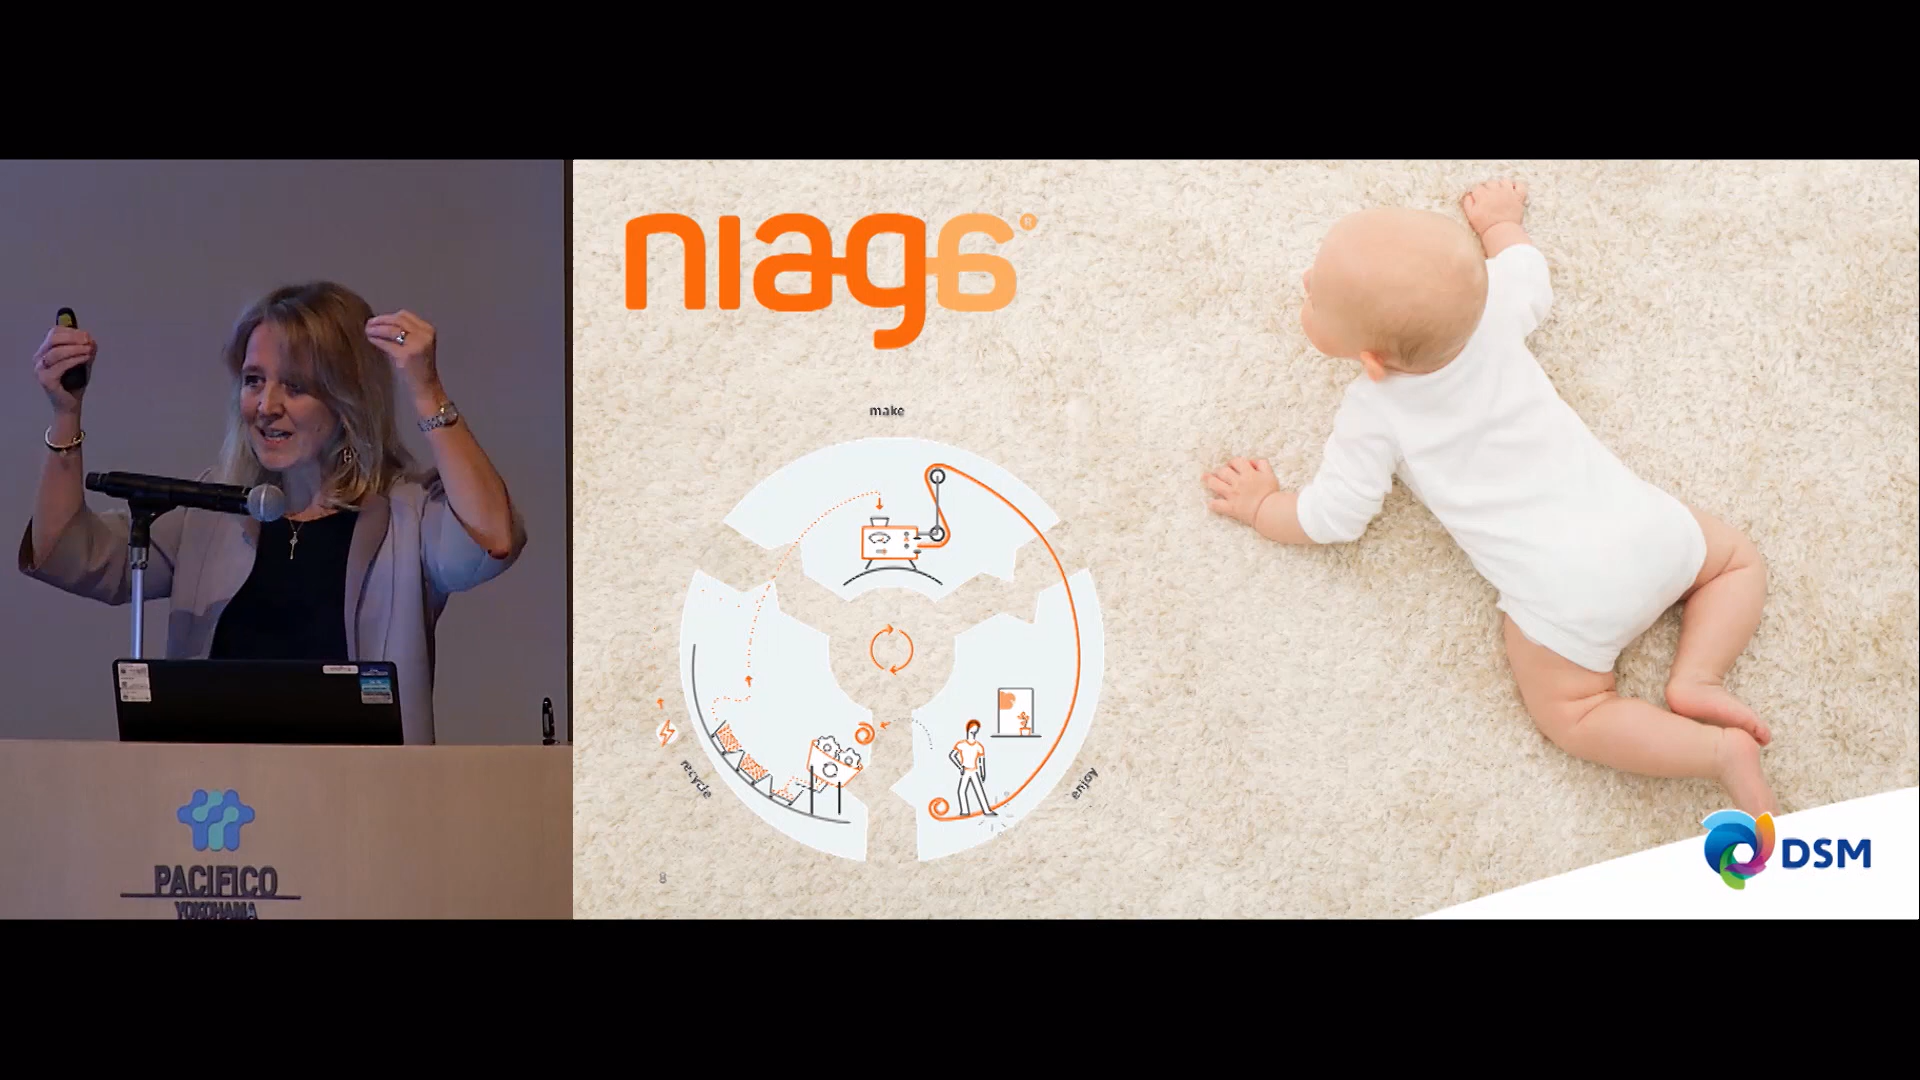 niaga®
make
recycle
enjoy
8
DSM
PACIFICO
YOKOHAMA